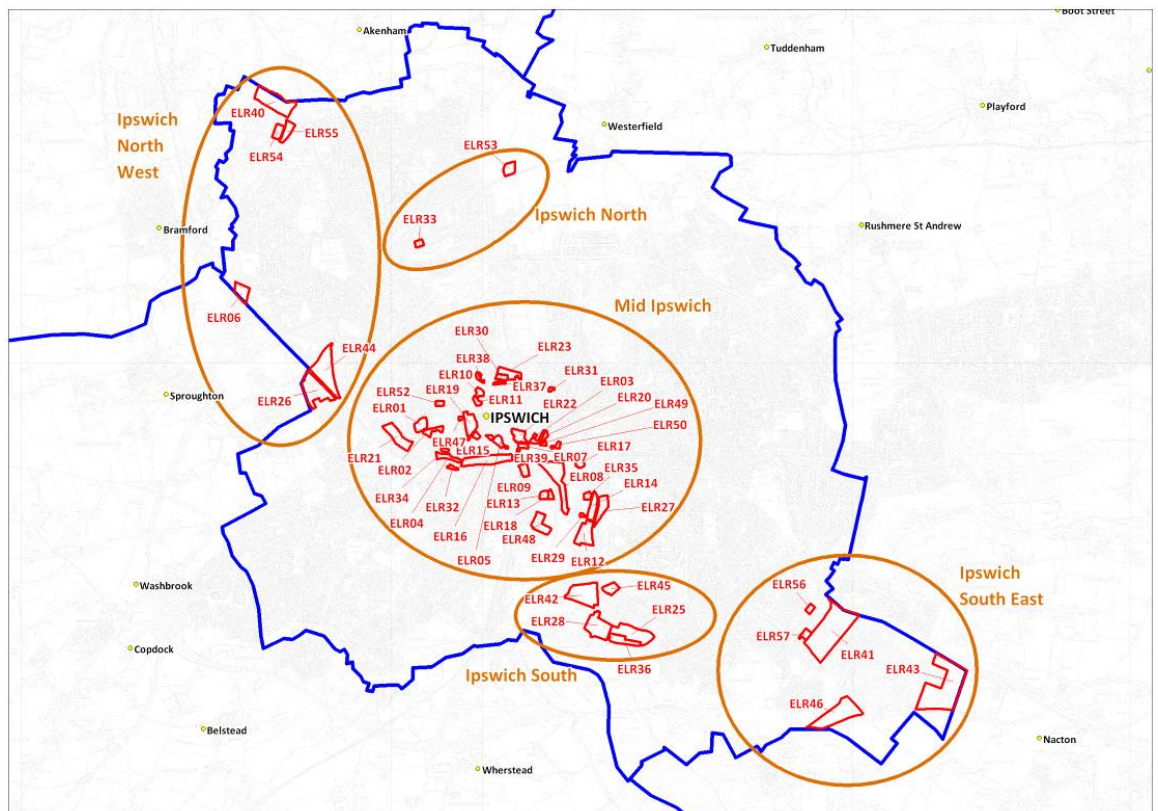 Boot Street
Akenham
Tuddenham
Playford
Westerfield
ELR40
ELR55
ELR54
Ipswich
North
West
ELR53
Ipswich North
ELR33
Bramford
Rushmere St Andrew
ELR06
Mid Ipswich
ELR30
ELR23
ELR44
ELR38
ELR10
ELR31
ELR03
ELR19
ELR37
ELR20
ELR52
ELR11
ELR22
ELR49
Sproughton
ELR26
ELR01
IPSWICH
ELR50
ELR47
ELR17
ELR21
ELR15
ELR39
ELR07
ELR35
ELR02
ELR08
ELR14
ELR09
ELR34
ELR13
ELR27
ELR32
ELR04
ELR18
ELR16
ELR48
ELR05
ELR29
ELR12
Washbrook
ELR45
ELR56
Ipswich
South East
ELR42
ELR25
ELR28
ELR57
Copdock
ELR41
ELR36
ELR43
Ipswich South
ELR46
Belstead
Nacton
Wherstead